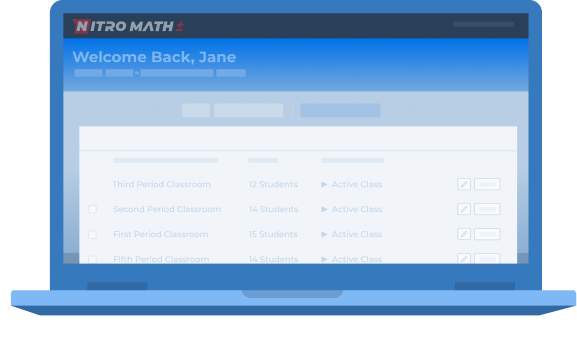 NITRO MATH ±
Welcome Back, Jane
Third Period Classroom 12 Students ▶ Active Class
Second Period Classroom 14 Students ▶ Active Class
First Period Classroom 15 Students ▶ Active Class
Fifth Period Classroom 14 Students ▶ Active Class